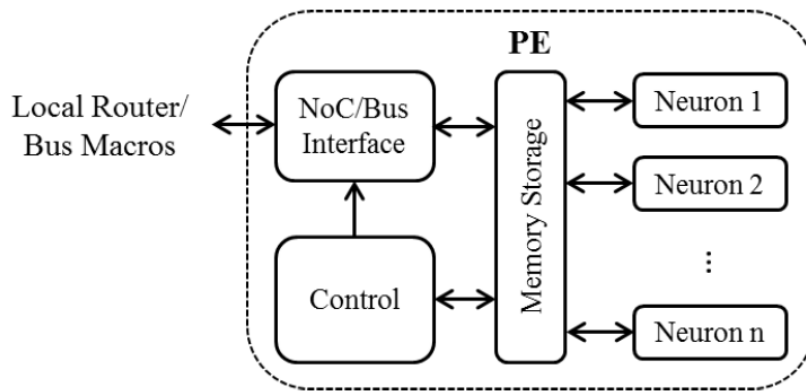 PE
Local Router/
Bus Macros
NoC/Bus
Interface
Control
Memory Storage
Neuron 1
Neuron 2
...
Neuron n